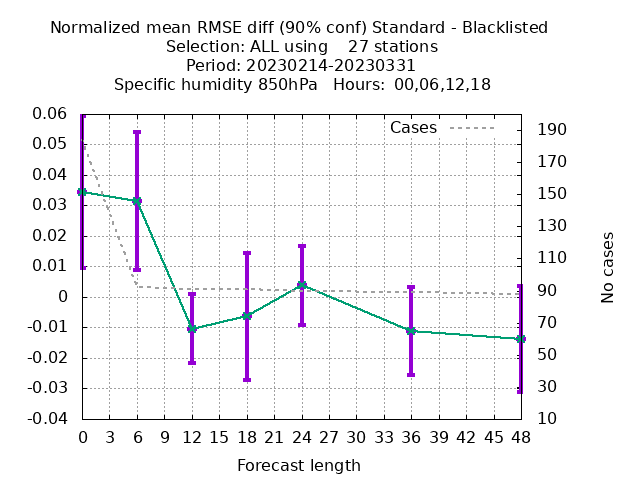 Normalized mean RMSE diff (90% conf) Standard - Blacklisted
Selection: ALL using    27 stations
Period: 20230214-20230331
Specific humidity 850hPa   Hours: 00,06,12,18
Cases
0.06
0.05
0.04
0.03
0.02
0.01
0
-0.01
-0.02
-0.03
-0.04
190
170
150
130
110
90
70
50
30
10
No cases
0 3 6 9 12 15 18 21 24 27 30 33 36 39 42 45 48
Forecast length